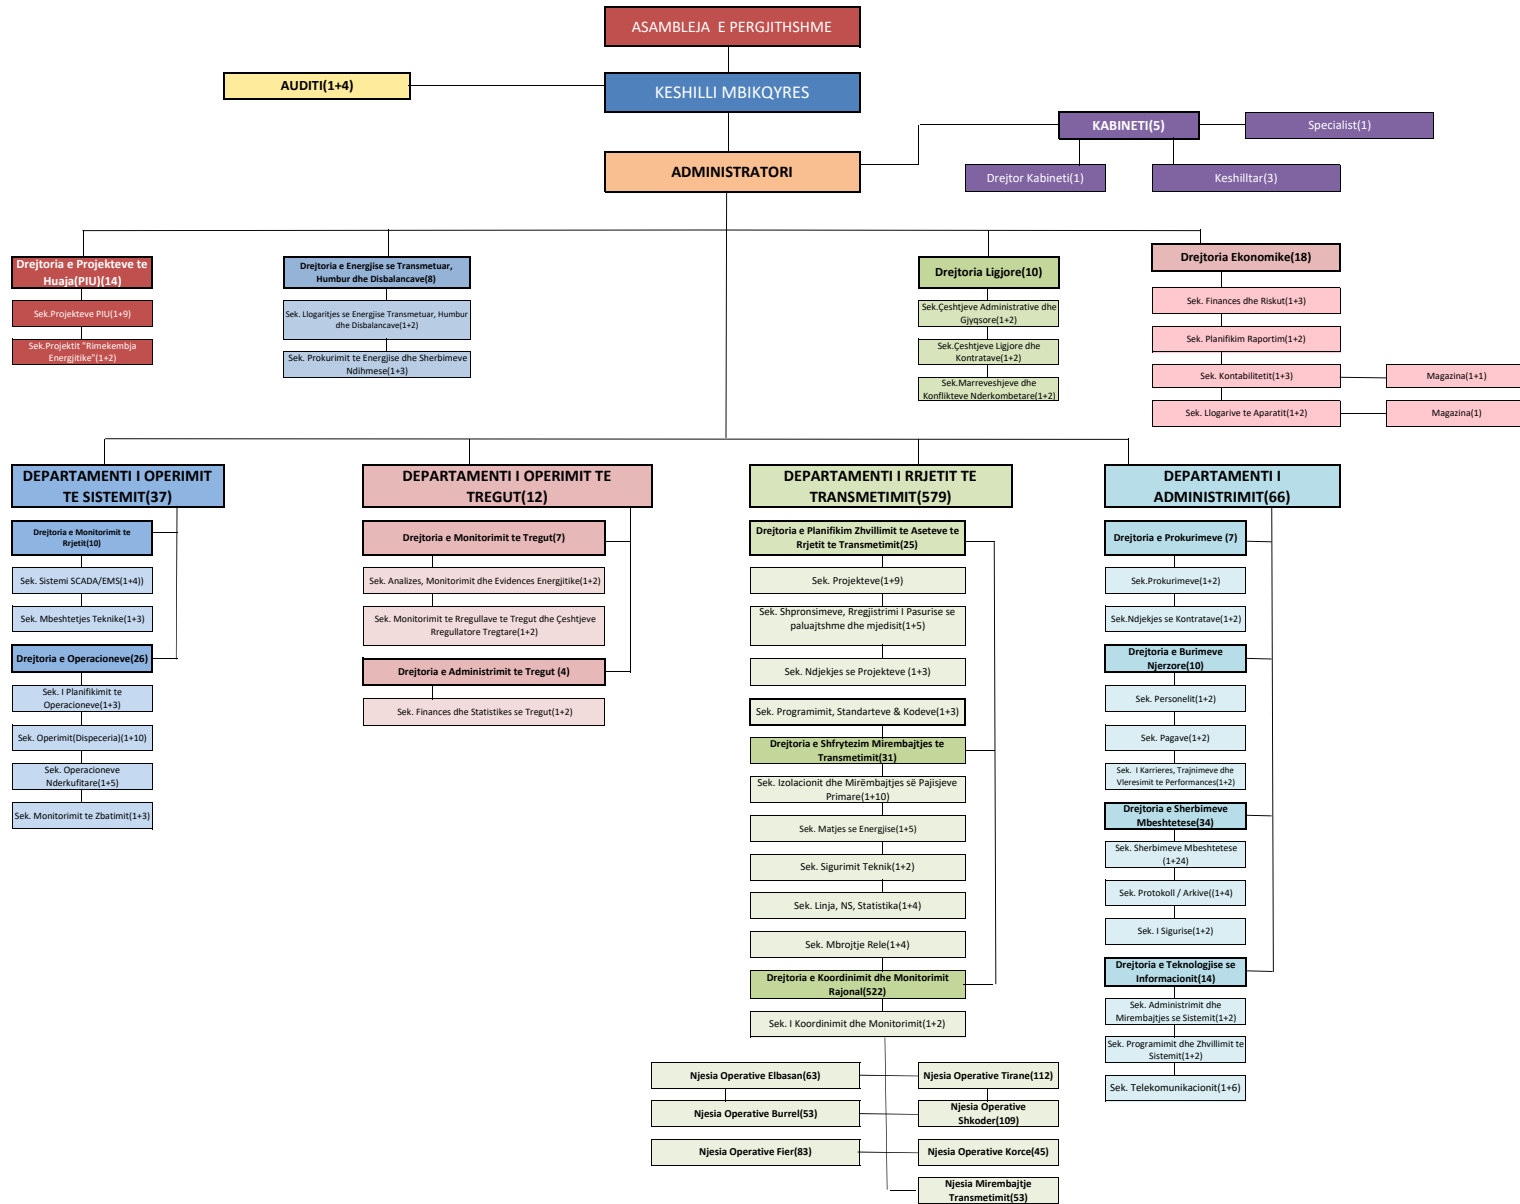 ASAMBLEJA E PERGJITHSHME
AUDITI(1+4)
KESHILLI MBIKQYRES
KABINETI(5)
Specialist(1)
ADMINISTRATORI
Drejtor Kabineti(1)
Keshilltar(3)
Drejtoria e Projekteve te
Huaja(PIU)(14)
Sek.Projekteve PIU(1+9)
Sek.Projektit "Rimekembja
Energjitike"(1+2)
Drejtoria e Energjise se Transmetuar,
Humbur dhe Disbalancave(8)
Sek. Llogaritjes se Energjise Transmetuar, Humbur
dhe Disbalancave(1+2)
Sek. Prokurimit te Energjise dhe Sherbimeve
Ndihmese(1+3)
Drejtoria Ligjore(10)
Sek.Çeshtjeve Administrative dhe
Gjyqsore(1+2)
Sek.Çeshtjeve Ligjore dhe
Kontratave(1+2)
Sek.Marreveshjeve dhe
Konflikteve Nderkombetare(1+2)
Drejtoria Ekonomike(18)
Sek. Finances dhe Riskut(1+3)
Sek. Planifikim Raportim(1+2)
Sek. Kontabilitetit(1+3)
Magazina(1+1)
Sek. Llogarive te Aparatit(1+2)
Magazina(1)
DEPARTAMENTI I OPERIMIT
TE SISTEMIT(37)
Drejtoria e Monitorimit te
Rrjetit(10)
Sek. Sistemi SCADA/EMS(1+4))
Sek. Mbeshtetjes Teknike(1+3)
Drejtoria e Operacioneve(26)
Sek. I Planifikimit te
Operacioneve(1+3)
Sek. Operimit(Dispeceria)(1+10)
Sek. Operacioneve
Nderkufitare(1+5)
Sek. Monitorimit te Zbatimit(1+3)
DEPARTAMENTI I OPERIMIT TE
TREGUT(12)
Drejtoria e Monitorimit te Tregut(7)
Sek. Analizes, Monitorimit dhe Evidences Energjitike(1+2)
Sek. Monitorimit te Rregullave te Tregut dhe Çeshtjeve
Rregullatore Tregtare(1+2)
Drejtoria e Administrimit te Tregut (4)
Sek. Finances dhe Statistikes se Tregut(1+2)
DEPARTAMENTI I RRJETIT TE
TRANSMETIMIT(579)
Drejtoria e Planifikim Zhvillimit te Aseteve te
Rrjetit te Transmetimit(25)
Sek. Projekteve(1+9)
Sek. Shpronsimeve, Rregjistrimi I Pasurise se
paluajtshme dhe mjedisit(1+5)
Sek. Ndjekjes se Projekteve (1+3)
Sek. Programimit, Standarteve & Kodeve(1+3)
Drejtoria e Shfrytezim Mirembajtjes te
Transmetimit(31)
Sek. Izolacionit dhe Mirëmbajtjes së Pajisjeve
Primare(1+10)
Sek. Matjes se Energjise(1+5)
Sek. Sigurimit Teknik(1+2)
Sek. Linja, NS, Statistika(1+4)
Sek. Mbrojtje Rele(1+4)
Drejtoria e Koordinimit dhe Monitorimit
Rajonal(522)
Sek. I Koordinimit dhe Monitorimit(1+2)
Njesia Operative Elbasan(63)
Njesia Operative Tirane(112)
Njesia Operative Burrel(53)
Njesia Operative
Shkoder(109)
Njesia Operative Fier(83)
Njesia Operative Korce(45)
Njesia Mirembajtje
Transmetimit(53)
DEPARTAMENTI I
ADMINISTRIMIT(66)
Drejtoria e Prokurimeve (7)
Sek.Prokurimeve(1+2)
Sek.Ndjekjes se Kontratave(1+2)
Drejtoria e Burimeve
Njerzore(10)
Sek. Personelit(1+2)
Sek. Pagave(1+2)
Sek. I Karrieres, Trajnimeve dhe
Vleresimit te Performances(1+2)
Drejtoria e Sherbimeve
Mbeshtetese(34)
Sek. Sherbimeve Mbeshtetese
(1+24)
Sek. Protokoll / Arkive((1+4)
Sek. I Sigurise(1+2)
Drejtoria e Teknologjise se
Informacionit(14)
Sek. Administrimit dhe
Mirembajtjes se Sistemit(1+2)
Sek. Programimit dhe Zhvillimit te
Sistemit(1+2)
Sek. Telekomunikacionit(1+6)